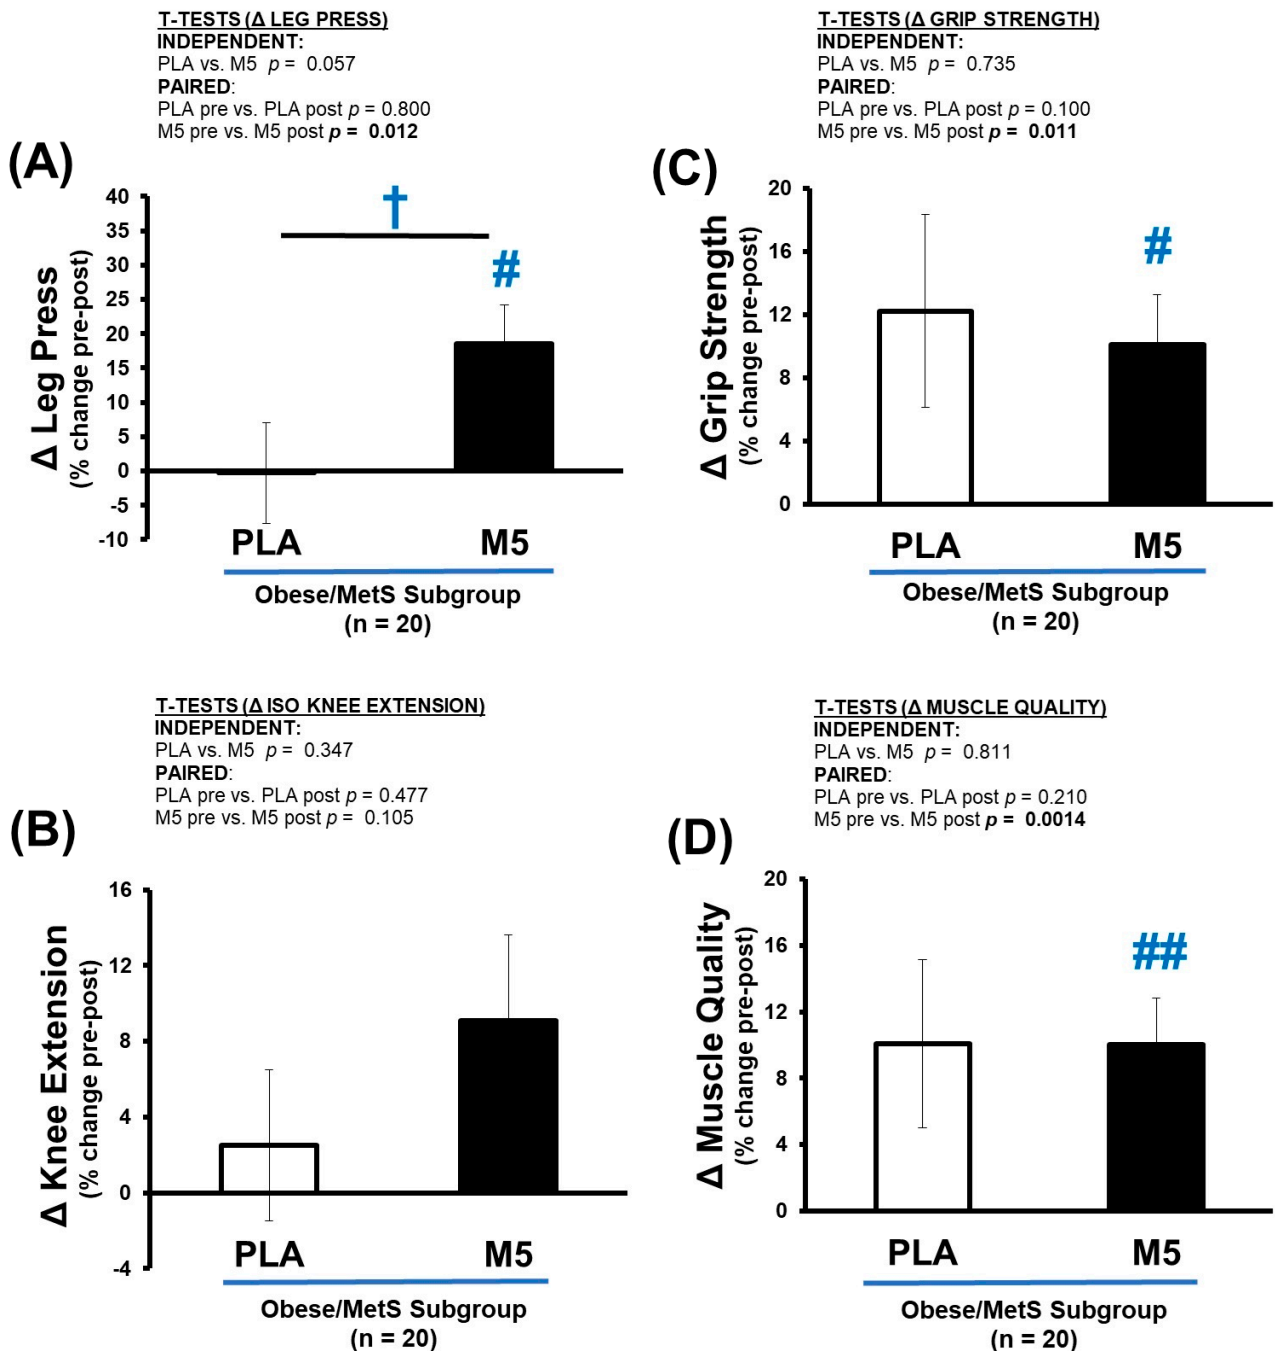 T-TESTS (Δ LEG PRESS)
INDEPENDENT:
PLA vs. M5 p = 0.057
PAIRED:
PLA pre vs. PLA post p = 0.800
M5 pre vs. M5 post p = 0.012
(A)
Δ Leg Press
(% change pre-post)
40
35
30
25
20
15
10
5
0
-5
-10
†
#
PLA M5
Obese/MetS Subgroup
(n = 20)
T-TESTS (Δ GRIP STRENGTH)
INDEPENDENT:
PLA vs. M5 p = 0.735
PAIRED:
PLA pre vs. PLA post p = 0.100
M5 pre vs. M5 post p = 0.011
(C)
Δ Grip Strength
(% change pre-post)
20
16
12
8
4
0
#
PLA M5
Obese/MetS Subgroup
(n = 20)
T-TESTS (Δ ISO KNEE EXTENSION)
INDEPENDENT:
PLA vs. M5 p = 0.347
PAIRED:
PLA pre vs. PLA post p = 0.477
M5 pre vs. M5 post p = 0.105
(B)
Δ Knee Extension
(% change pre-post)
16
12
8
4
0
-4
PLA M5
Obese/MetS Subgroup
(n = 20)
T-TESTS (Δ MUSCLE QUALITY)
INDEPENDENT:
PLA vs. M5 p = 0.811
PAIRED:
PLA pre vs. PLA post p = 0.210
M5 pre vs. M5 post p = 0.0014
(D)
Δ Muscle Quality
(% change pre-post)
20
16
12
8
4
0
##
PLA M5
Obese/MetS Subgroup
(n = 20)